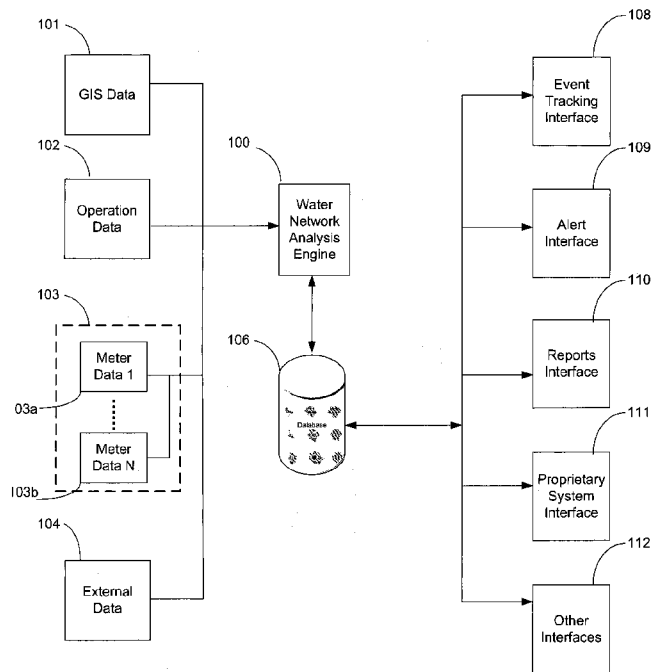 101
GIS Data
102
Operation
Data
103
Meter
Data 1
03a
Meter
Data N
103b
104
External
Data
100
Water
Network
Analysis
Engine
106
Database
108
Event
Tracking
Interface
109
Alert
Interface
110
Reports
Interface
111
Proprietary
System
Interface
112
Other
Interfaces